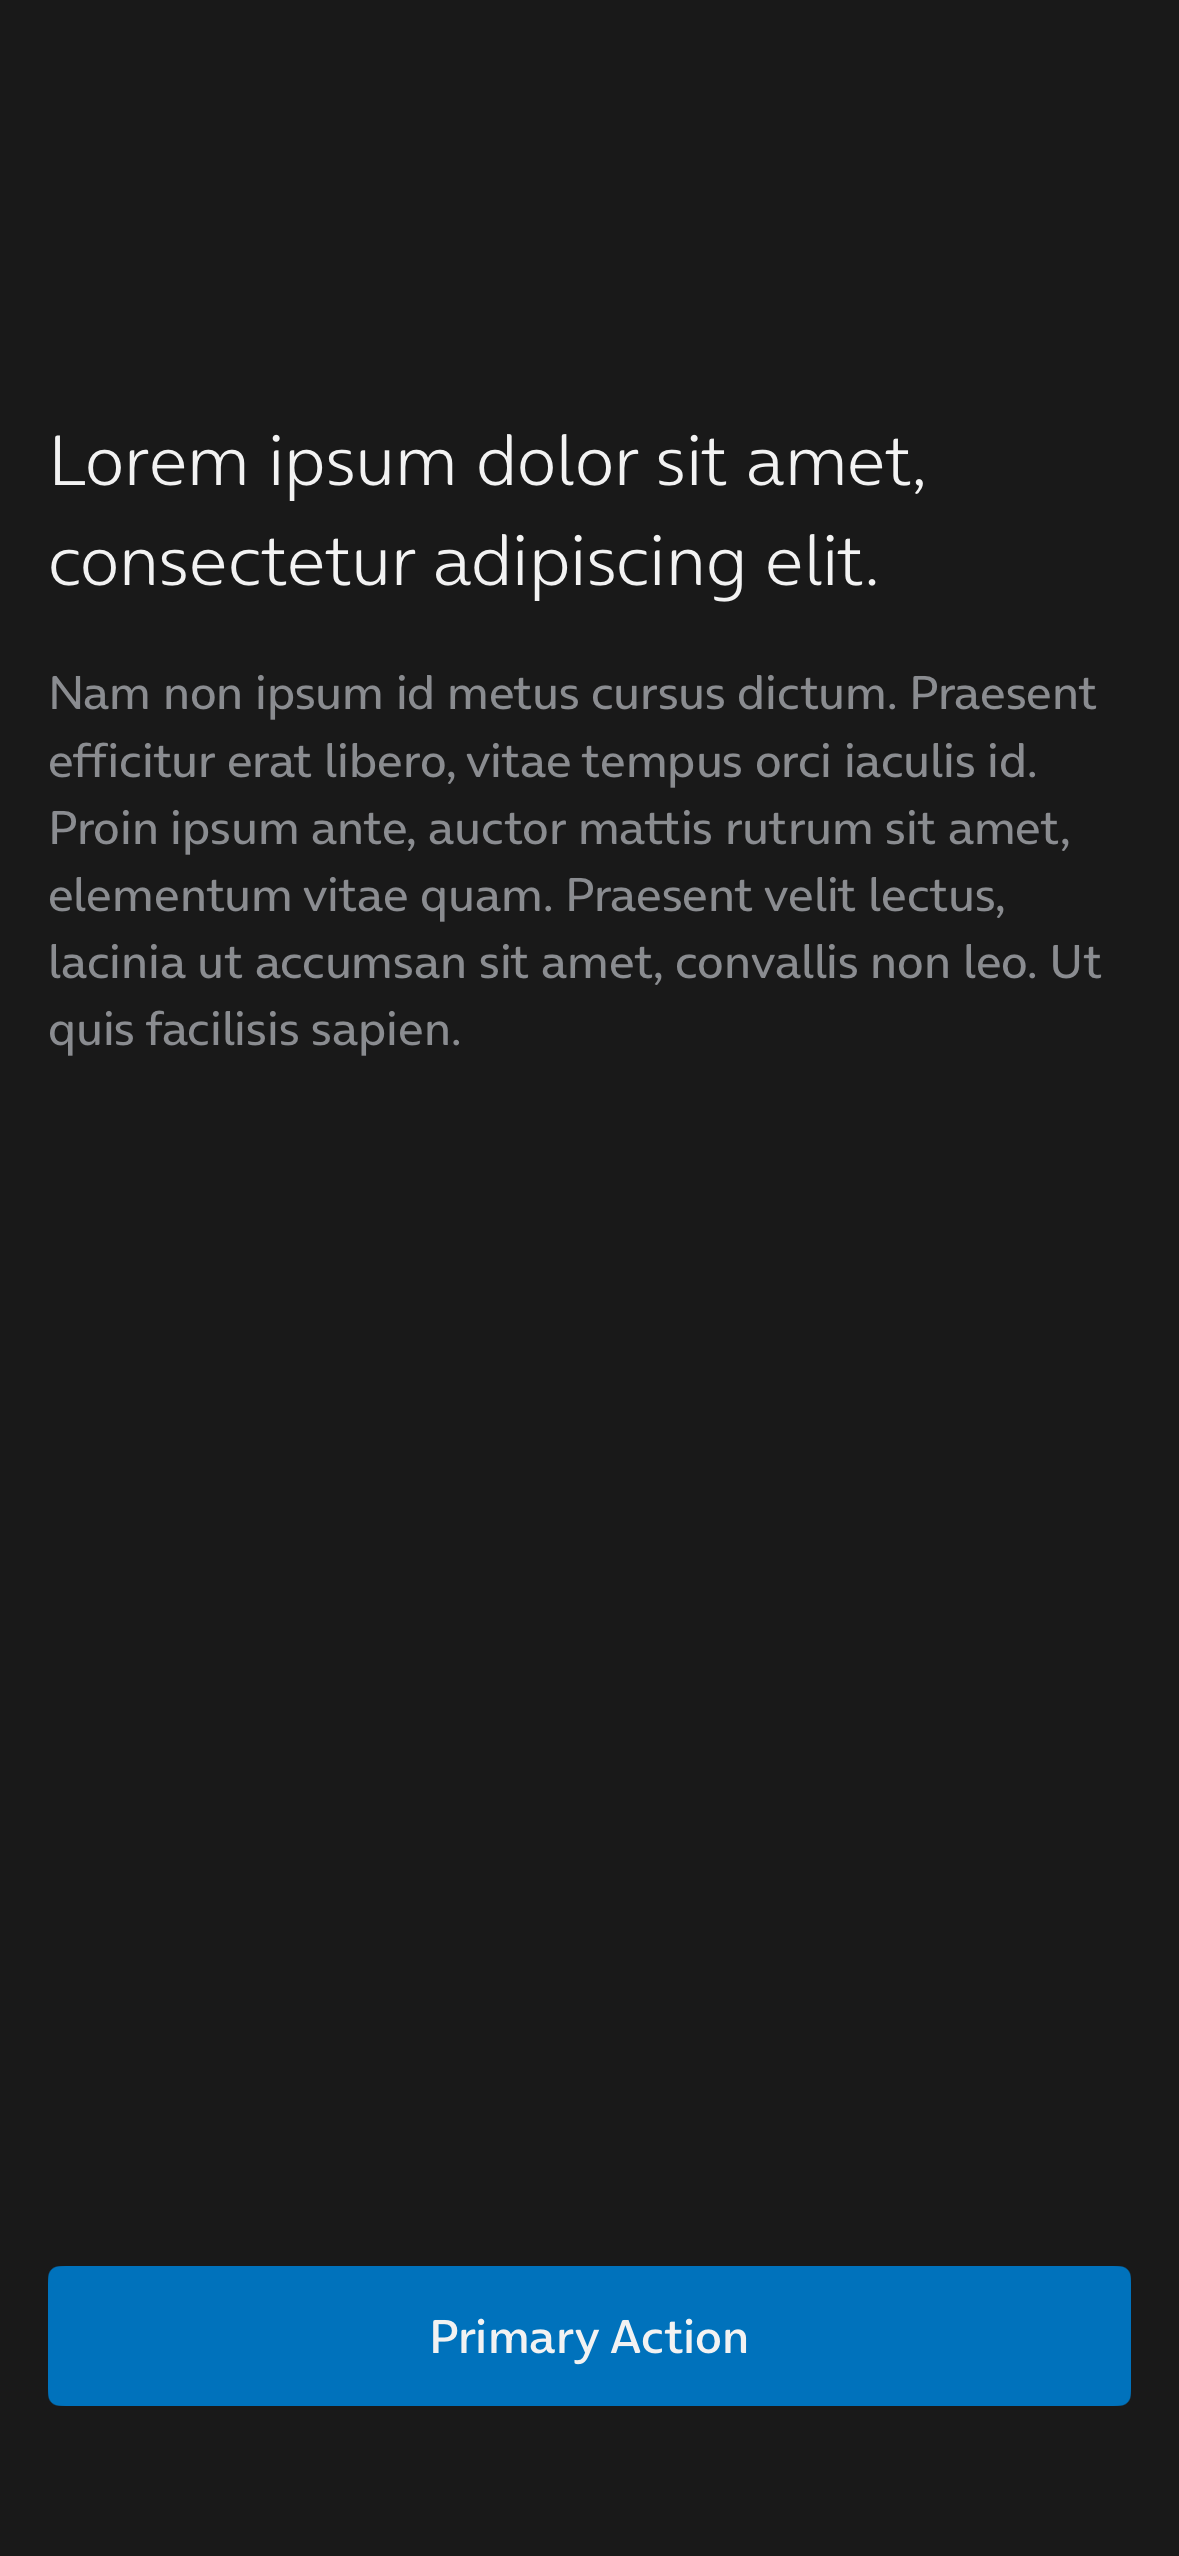 Lorem ipsum dolor sit amet,
consectetur adipiscing elit.
Nam non ipsum id metus cursus dictum. Praesent
efficitur erat libero, vitae tempus orci iaculis id.
Proin ipsum ante, auctor mattis rutrum sit amet,
elementum vitae quam. Praesent velit lectus,
lacinia ut accumsan sit amet, convallis non leo. Ut
quis facilisis sapien.
Primary Action